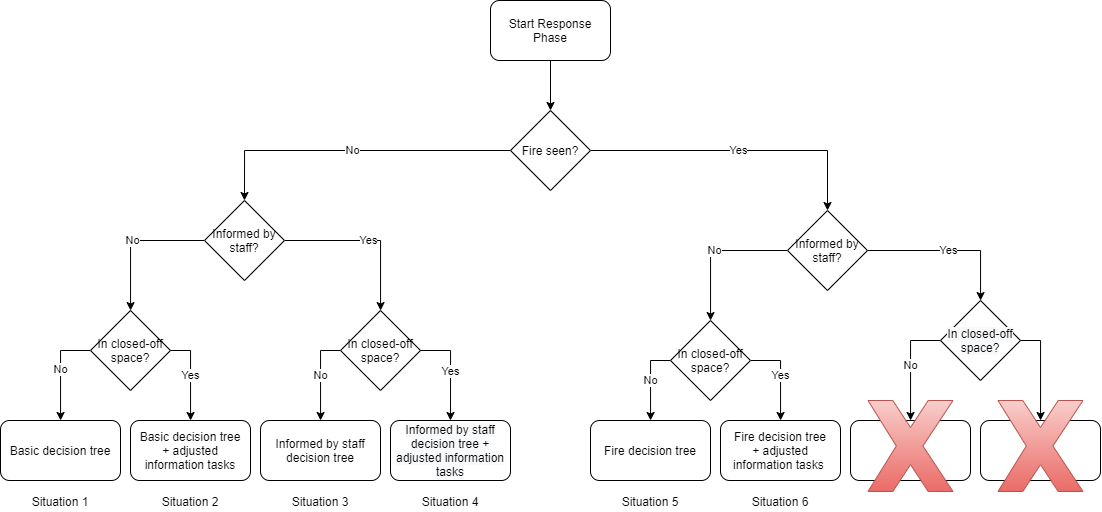 Start Response
Phase
Fire seen?
No
Yes
Informed by
staff?
Informed by
staff?
No
Yes
No
Yes
In closed-off
space?
In closed-off
space?
In closed-off
space?
In closed-off
space?
No
Yes
No
Yes
No
Yes
No
Basic decision tree
Basic decision tree
+ adjusted
information tasks
Informed by staff
decision tree
Informed by staff
decision tree +
adjusted information
tasks
Fire decision tree
Fire decision tree
+ adjusted
information tasks
X
X
Situation 1
Situation 2
Situation 3
Situation 4
Situation 5
Situation 6